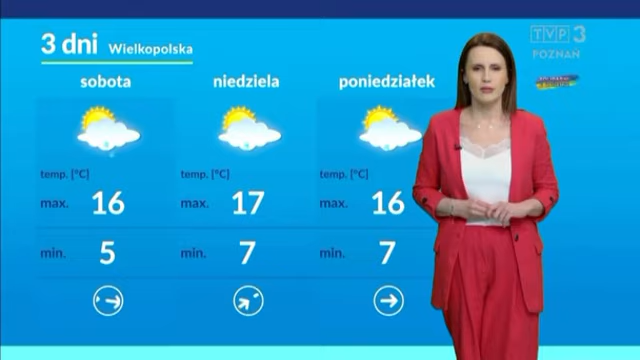 3 dni Wielkopolska
TVP 3
POZNAŃ
sobota niedziela poniedziałek
temp. [°C] temp. [°C] temp. [°C]
max. 16 max. 17 max. 16
min. 5 min. 7 min. 7